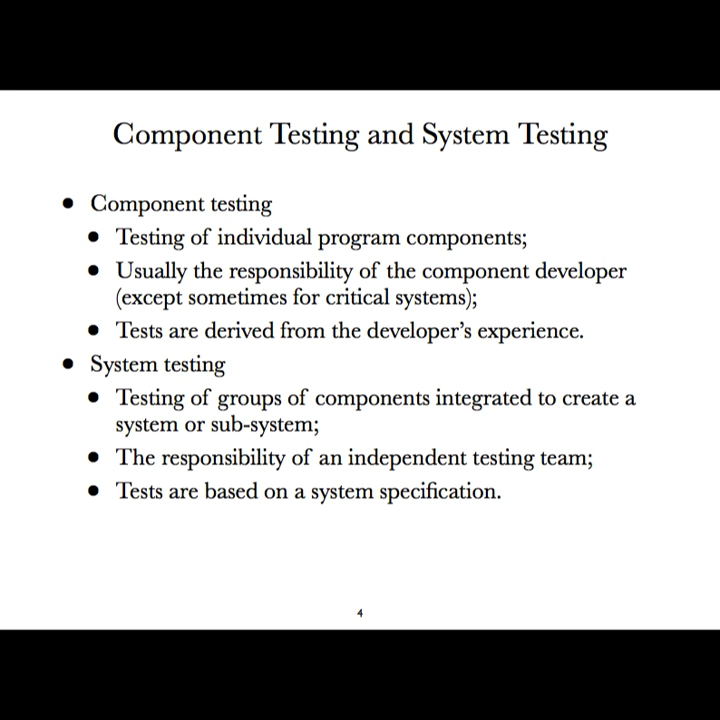 Component Testing and System Testing
● Component testing
● Testing of individual program components;
● Usually the responsibility of the component developer
(except sometimes for critical systems);
● Tests are derived from the developer’s experience.
● System testing
● Testing of groups of components integrated to create a
system or sub-system;
● The responsibility of an independent testing team;
● Tests are based on a system specification.
4